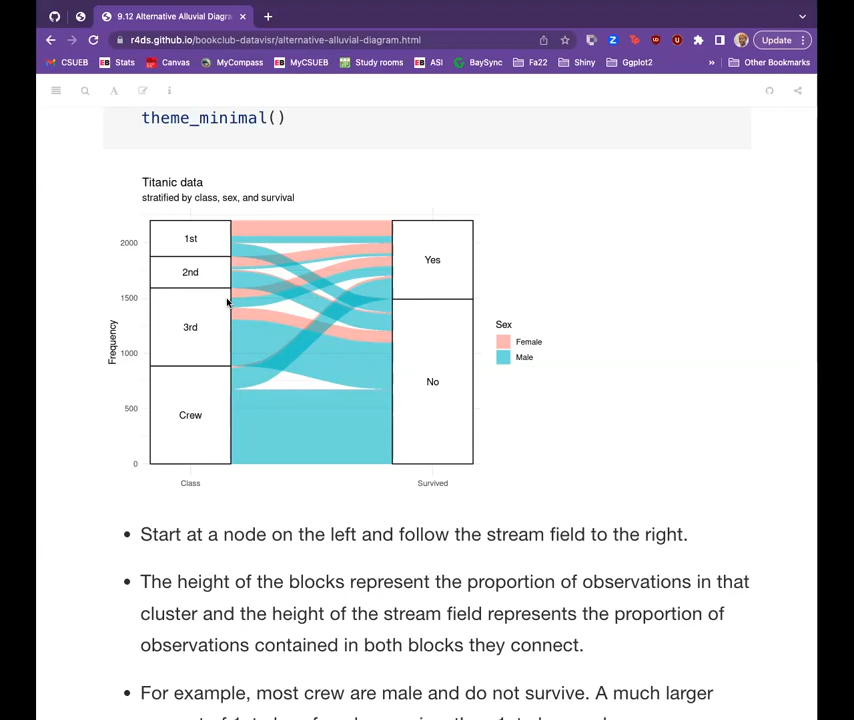 9.12 Alternative Alluvial Diagra
r4ds.github.io/bookclub-datavisr/alternative-alluvial-diagram.html
Update
CSUEB
Stats
Canvas
MyCompass
MyCSUEB
Study rooms
ASI
BaySync
Fa22
Shiny
Ggplot2
Other Bookmarks
theme_minimal()
Titanic data
stratified by class, sex, and survival
2000
1500
1000
500
0
Frequency
1st
2nd
3rd
Crew
Yes
No
Class
Survived
Sex
Female
Male
• Start at a node on the left and follow the stream field to the right.
• The height of the blocks represent the proportion of observations in that
cluster and the height of the stream field represents the proportion of
observations contained in both blocks they connect.
• For example, most crew are male and do not survive. A much larger